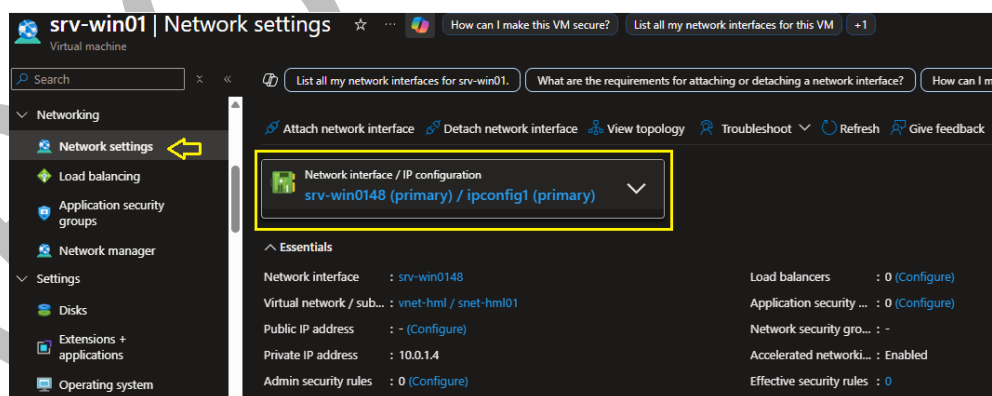 srv-win01 | Network settings ☆ ... How can I make this VM secure? List all my network interfaces for this VM +1
Virtual machine
Search
List all my network interfaces for srv-win01. What are the requirements for attaching or detaching a network interface? How can I m
Networking
Attach network interface Detach network interface View topology Troubleshoot Refresh Give feedback
Network settings
Network interface / IP configuration
srv-win0148 (primary) / ipconfig1 (primary)
Load balancing
Application security
groups
Network manager
Essentials
Settings
Network interface : srv-win0148 Load balancers : 0 (Configure)
Disks
Virtual network / sub... : vnet-hml / snet-hml01 Application security ... : 0 (Configure)
Extensions +
applications
Public IP address : - (Configure) Network security gro... : -
Private IP address : 10.0.1.4 Accelerated networki... : Enabled
Operating system
Admin security rules : 0 (Configure) Effective security rules : 0